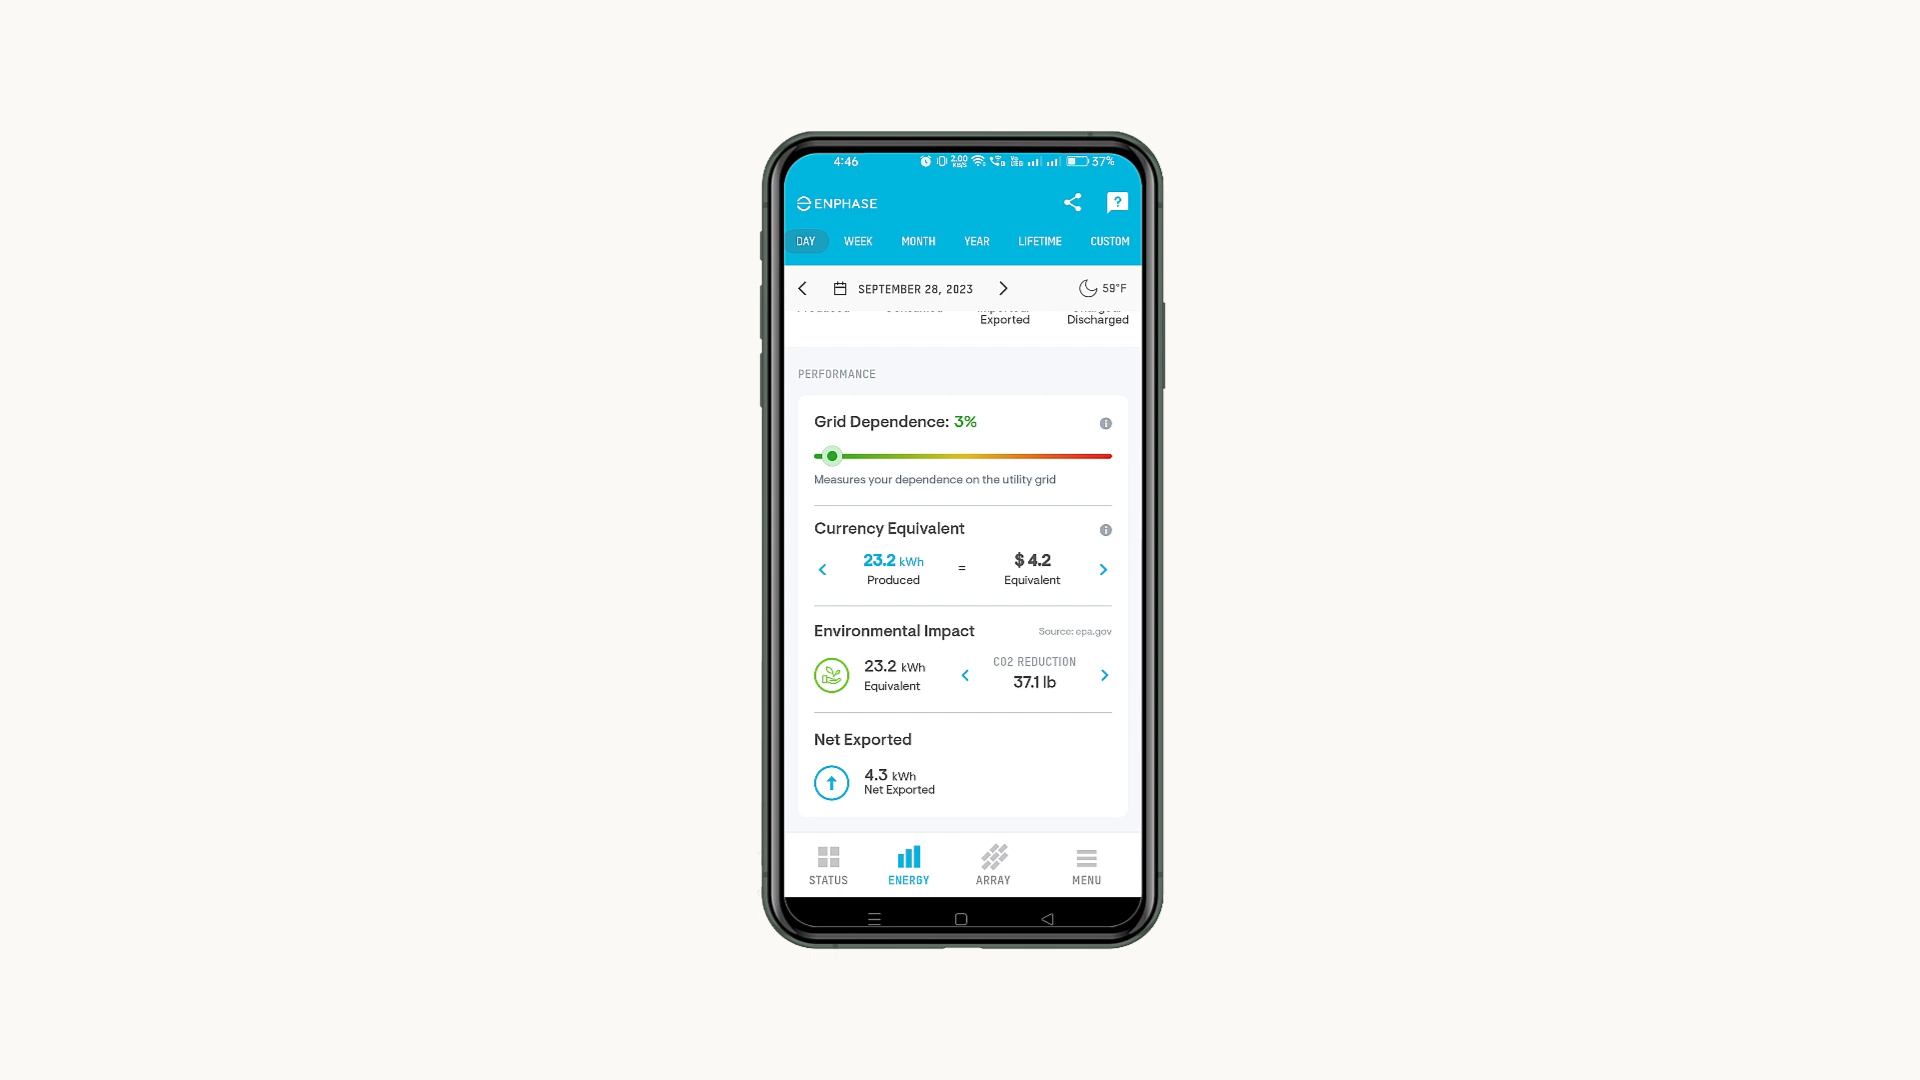 4:46 2.00 KB/S 37%
ENPHASE
DAY WEEK MONTH YEAR LIFETIME CUSTOM
SEPTEMBER 28, 2023 59°F
Exported Discharged
PERFORMANCE
Grid Dependence: 3%
Measures your dependence on the utility grid
Currency Equivalent
23.2 kWh = $ 4.2
Produced Equivalent
Environmental Impact Source: epa.gov
23.2 kWh CO2 REDUCTION
Equivalent 37.1 lb
Net Exported
4.3 kWh
Net Exported
STATUS ENERGY ARRAY MENU